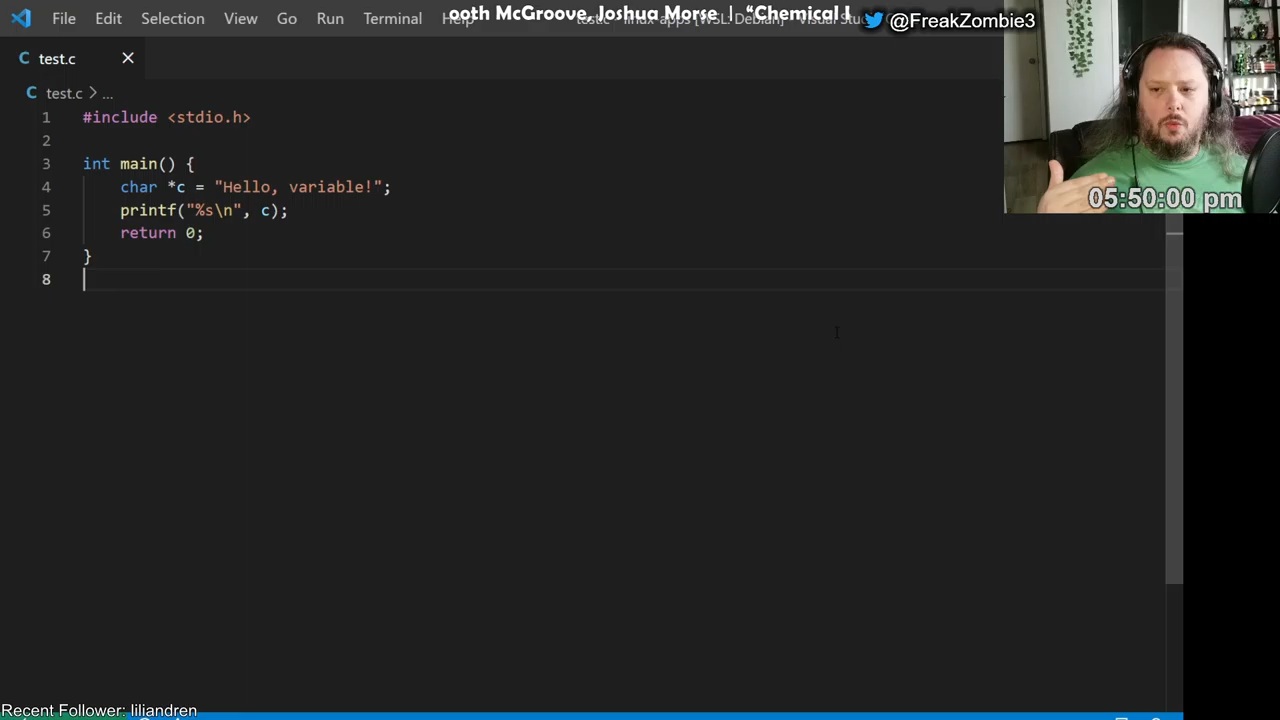 File Edit Selection View Go Run Terminal Help
ooth McGroove, Joshua Morse | "Chemical
@FreakZombie3
C test.c
C test.c > ...
1 #include <stdio.h>
2
3 int main() {
4 char *c = "Hello, variable!";
5 printf("%s\n", c);
6 return 0;
7 }
8
05:50:00 pm
Recent Follower: liliandren